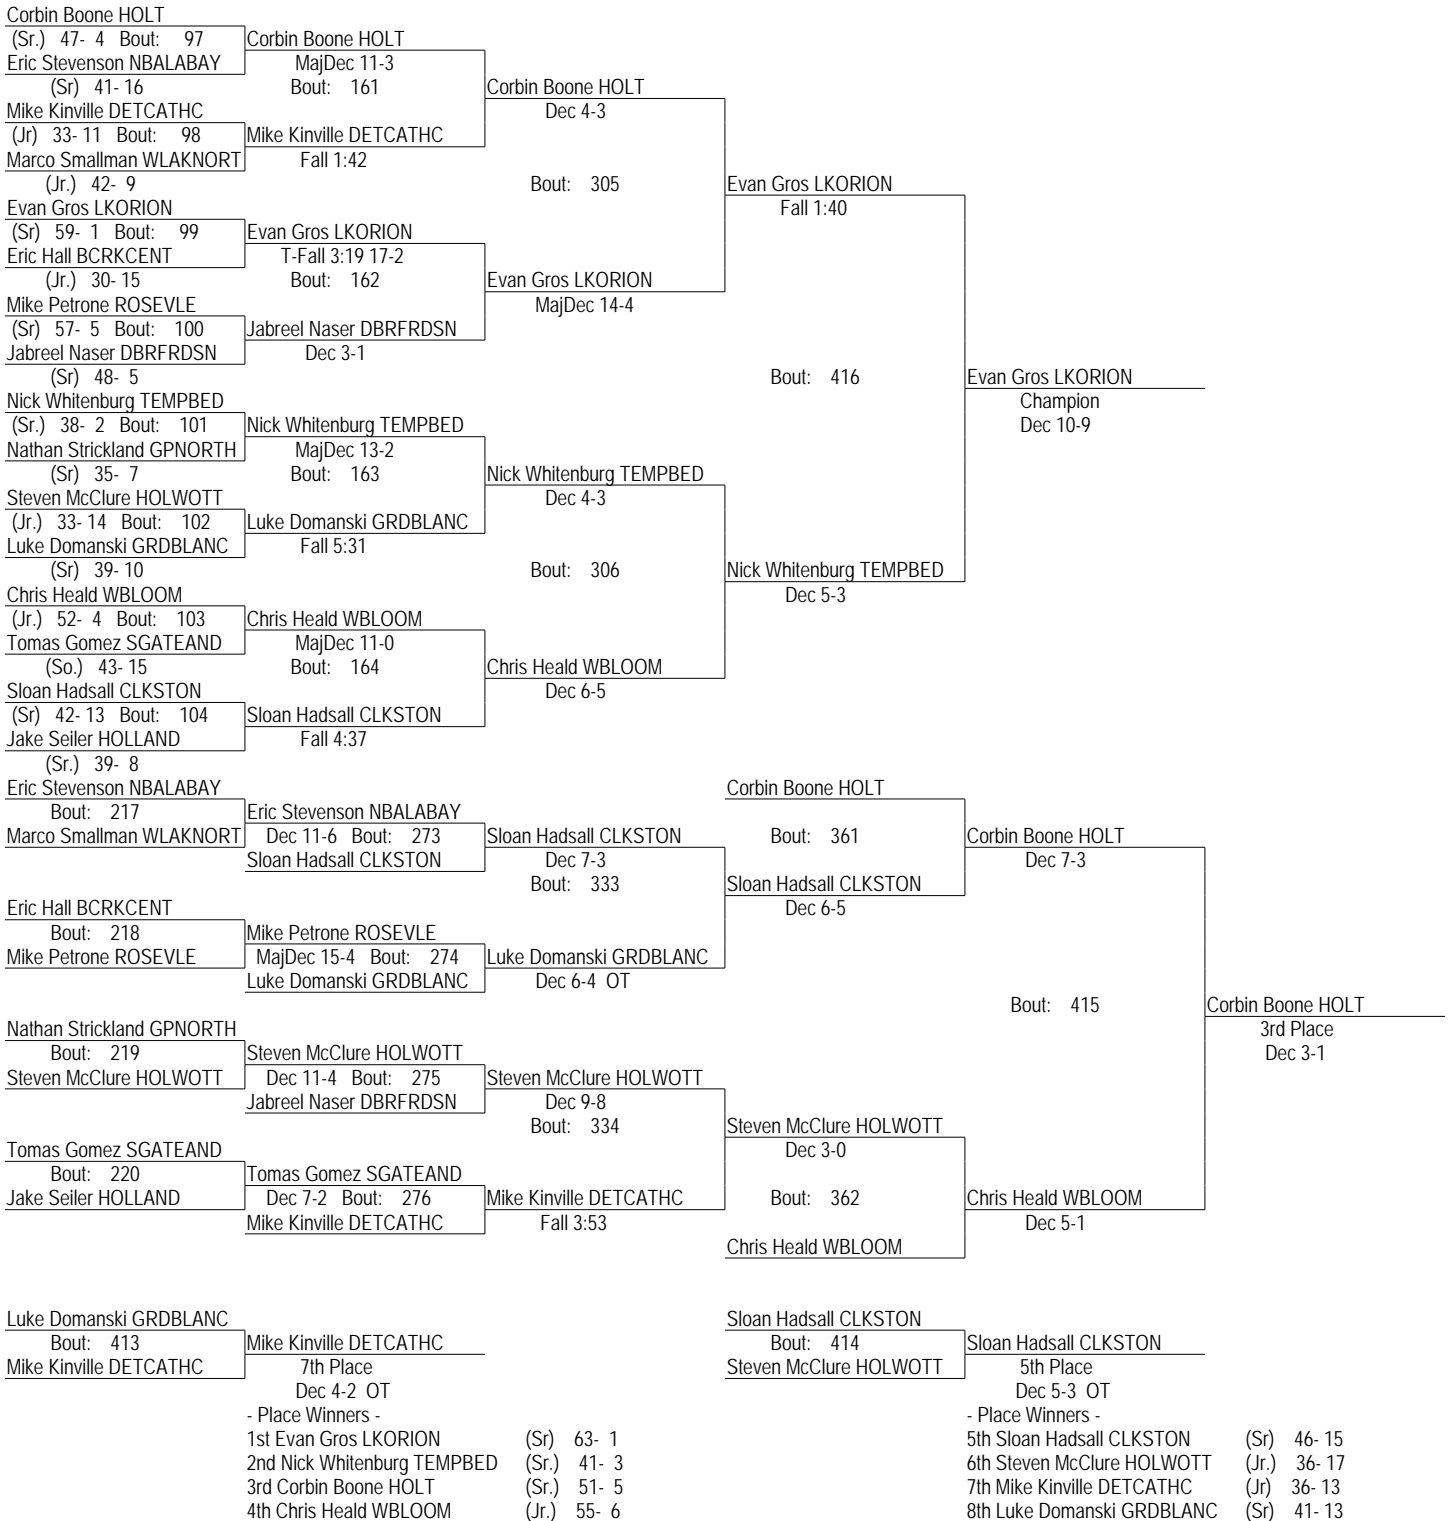 Corbin Boone HOLT
(Sr.) 47- 4 Bout: 97 Corbin Boone HOLT
Eric Stevenson NBALABAY MajDec 11-3
(Sr) 41- 16 Bout: 161 Corbin Boone HOLT
Mike Kinville DETCATHC Dec 4-3
(Jr) 33- 11 Bout: 98 Mike Kinville DETCATHC
Marco Smallman WLAKNORT Fall 1:42
(Jr.) 42- 9 Bout: 305 Evan Gros LKORION
Evan Gros LKORION Fall 1:40
(Sr) 59- 1 Bout: 99 Evan Gros LKORION
Eric Hall BCRKCENT T-Fall 3:19 17-2
(Jr.) 30- 15 Bout: 162 Evan Gros LKORION
Mike Petrone ROSEVLE MajDec 14-4
(Sr) 57- 5 Bout: 100 Jabreel Naser DBRFRDSN
Jabreel Naser DBRFRDSN Dec 3-1
(Sr) 48- 5 Bout: 416 Evan Gros LKORION
Nick Whitenburg TEMPBED Champion
(Sr.) 38- 2 Bout: 101 Nick Whitenburg TEMPBED Dec 10-9
Nathan Strickland GPNORTH MajDec 13-2
(Sr) 35- 7 Bout: 163 Nick Whitenburg TEMPBED
Steven McClure HOLWOTT Dec 4-3
(Jr.) 33- 14 Bout: 102 Luke Domanski GRDBLANC
Luke Domanski GRDBLANC Fall 5:31
(Sr) 39- 10 Bout: 306 Nick Whitenburg TEMPBED
Chris Heald WBLOOM Dec 5-3
(Jr.) 52- 4 Bout: 103 Chris Heald WBLOOM
Tomas Gomez SGATEAND MajDec 11-0
(So.) 43- 15 Bout: 164 Chris Heald WBLOOM
Sloan Hadsall CLKSTON Dec 6-5
(Sr) 42- 13 Bout: 104 Sloan Hadsall CLKSTON
Jake Seiler HOLLAND Fall 4:37
(Sr.) 39- 8
Eric Stevenson NBALABAY Corbin Boone HOLT
Bout: 217 Eric Stevenson NBALABAY
Marco Smallman WLAKNORT Dec 11-6 Bout: 273 Sloan Hadsall CLKSTON Bout: 361 Corbin Boone HOLT
Sloan Hadsall CLKSTON Dec 7-3 Dec 7-3
Bout: 333 Sloan Hadsall CLKSTON
Eric Hall BCRKCENT Dec 6-5
Bout: 218 Mike Petrone ROSEVLE
Mike Petrone ROSEVLE MajDec 15-4 Bout: 274 Luke Domanski GRDBLANC
Luke Domanski GRDBLANC Dec 6-4 OT
Bout: 415 Corbin Boone HOLT
Nathan Strickland GPNORTH 3rd Place
Bout: 219 Steven McClure HOLWOTT Dec 3-1
Steven McClure HOLWOTT Dec 11-4 Bout: 275 Steven McClure HOLWOTT
Jabreel Naser DBRFRDSN Dec 9-8
Bout: 334 Steven McClure HOLWOTT
Tomas Gomez SGATEAND Dec 3-0
Bout: 220 Tomas Gomez SGATEAND
Jake Seiler HOLLAND Dec 7-2 Bout: 276 Mike Kinville DETCATHC Bout: 362 Chris Heald WBLOOM
Mike Kinville DETCATHC Fall 3:53 Dec 5-1
Chris Heald WBLOOM
Luke Domanski GRDBLANC Sloan Hadsall CLKSTON
Bout: 413 Mike Kinville DETCATHC Bout: 414 Sloan Hadsall CLKSTON
Mike Kinville DETCATHC 7th Place Steven McClure HOLWOTT 5th Place
Dec 4-2 OT Dec 5-3 OT
- Place Winners - - Place Winners -
1st Evan Gros LKORION (Sr) 63- 1 5th Sloan Hadsall CLKSTON (Sr) 46- 15
2nd Nick Whitenburg TEMPBED (Sr.) 41- 3 6th Steven McClure HOLWOTT (Jr.) 36- 17
3rd Corbin Boone HOLT (Sr.) 51- 5 7th Mike Kinville DETCATHC (Jr) 36- 13
4th Chris Heald WBLOOM (Jr.) 55- 6 8th Luke Domanski GRDBLANC (Sr) 41- 13